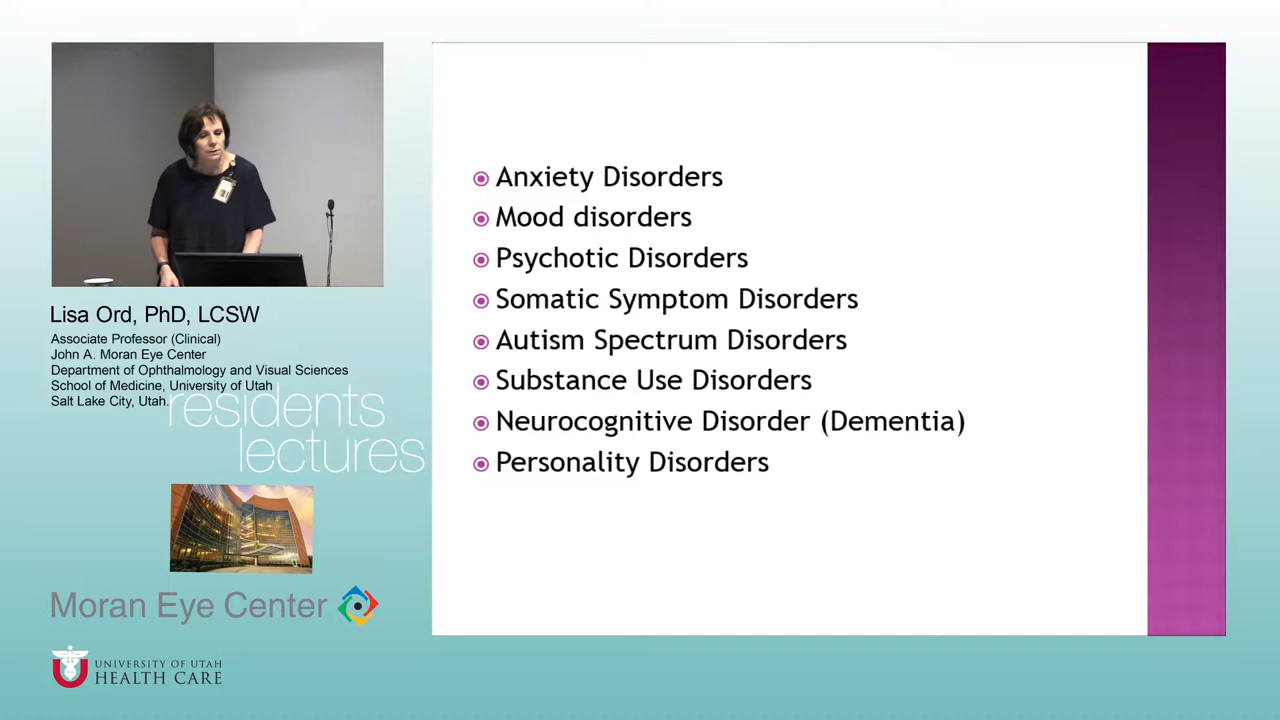 Lisa Ord, PhD, LCSW
Associate Professor (Clinical)
John A. Moran Eye Center
Department of Ophthalmology and Visual Sciences
School of Medicine, University of Utah
Salt Lake City, Utah.
residents
lectures
Moran Eye Center
UNIVERSITY OF UTAH
HEALTH CARE
Anxiety Disorders
Mood disorders
Psychotic Disorders
Somatic Symptom Disorders
Autism Spectrum Disorders
Substance Use Disorders
Neurocognitive Disorder (Dementia)
Personality Disorders